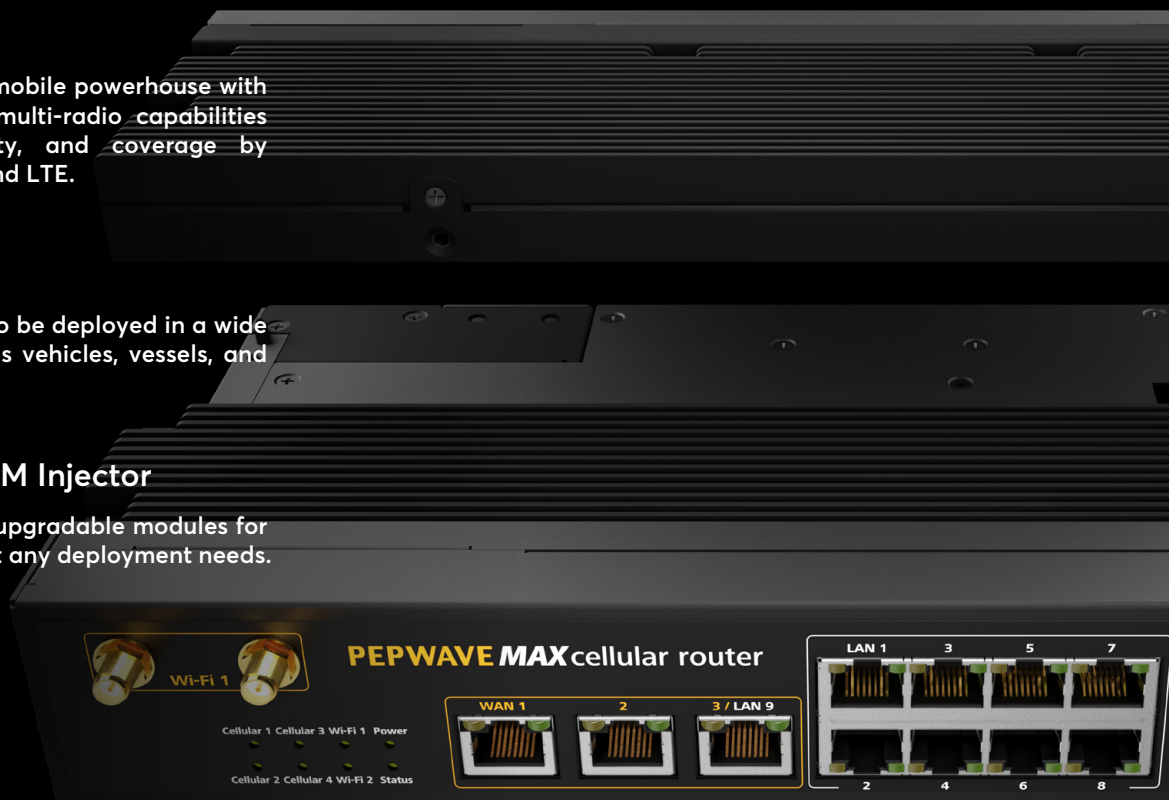 mobile powerhouse with
multi-radio capabilities
ty, and coverage by
nd LTE.
o be deployed in a wide
s vehicles, vessels, and
M Injector
upgradable modules for
t any deployment needs.
PEPWAVE MAX cellular router
Wi-Fi 1
Cellular 1 Cellular 3 Wi-Fi 1 Power
Cellular 2 Cellular 4 Wi-Fi 2 Status
WAN 1 2 3 / LAN 9
LAN 1 3 5 7
2 4 6 8